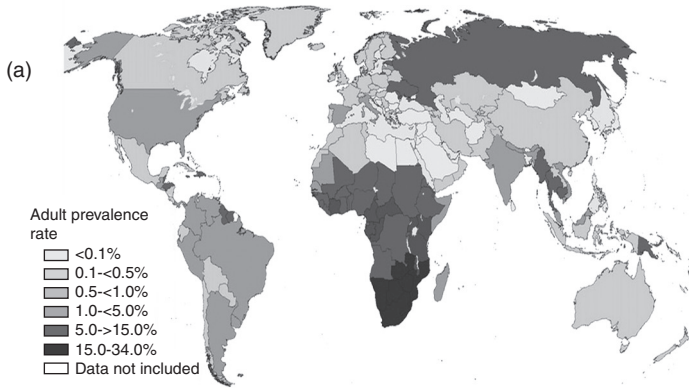 (a)
Adult prevalence
rate
<0.1%
0.1-<0.5%
0.5-<1.0%
1.0-<5.0%
5.0->15.0%
15.0-34.0%
Data not included